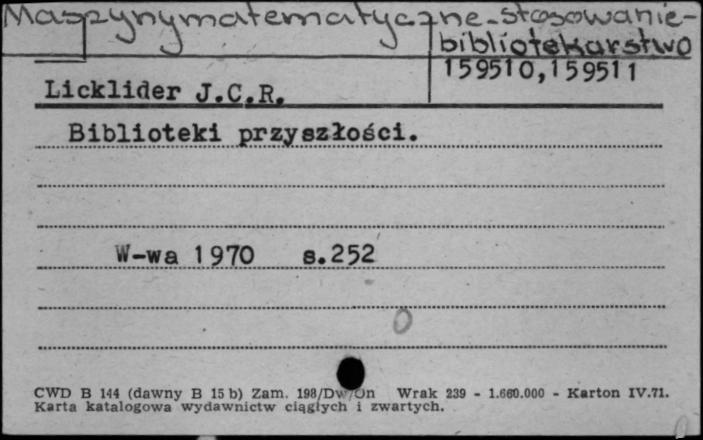 Maszyny matematyczne-stosowanie-
bibliotekarstwo
159510,159511
Licklider J.C.R.
Biblioteki przyszłości.
W-wa 1970 s.252
0
CWD B 144 (dawny B 15 b) Zam. 198/Dw/On Wrak 239 - 1.660.000 - Karton IV.71.
Karta katalogowa wydawnictw ciągłych i zwartych.